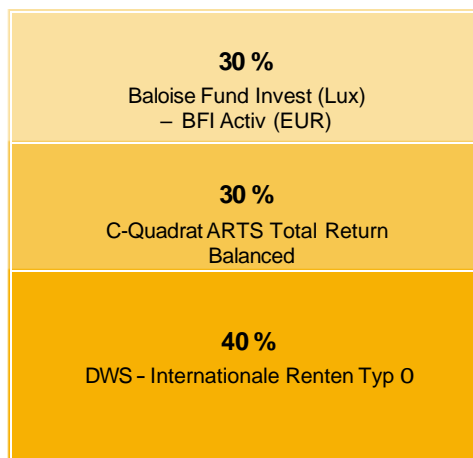 30 %
Baloise Fund Invest (Lux)
– BFI Activ (EUR)
30 %
C-Quadrat ARTS Total Return
Balanced
40 %
DWS – Internationale Renten Typ O